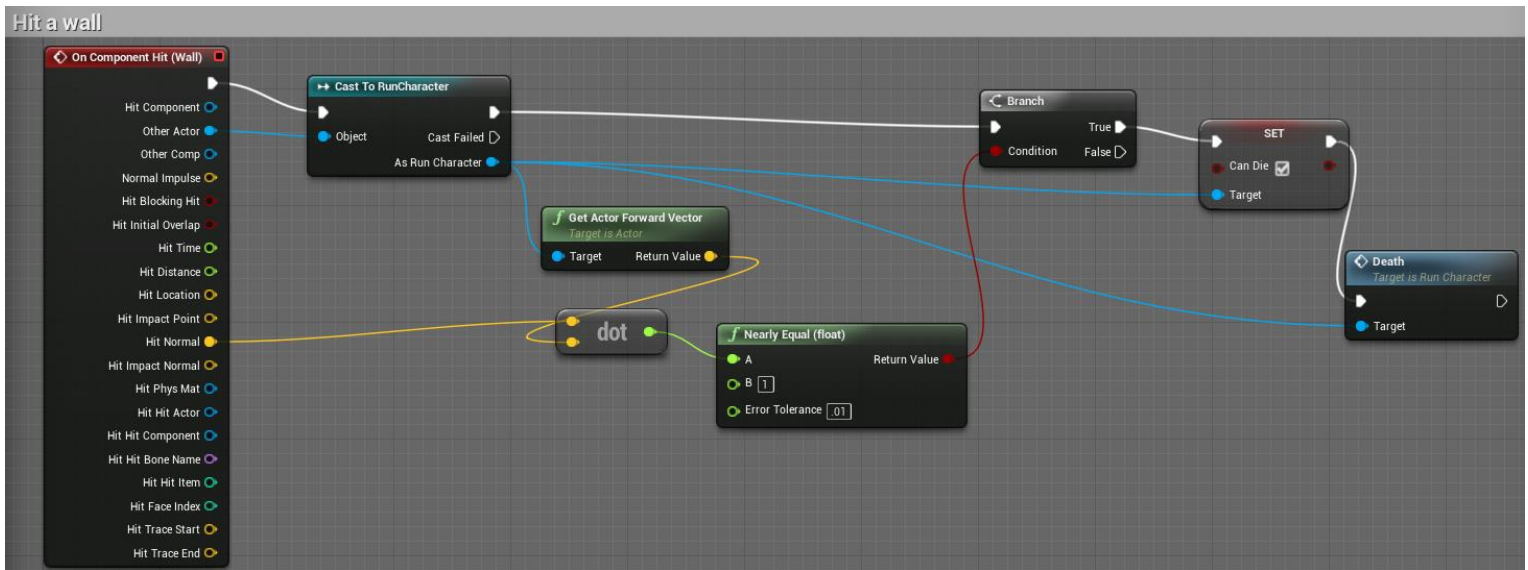 Hit a wall
On Component Hit (Wall)
Hit Component
Other Actor
Other Comp
Normal Impulse
Hit Blocking Hit
Hit Initial Overlap
Hit Time
Hit Distance
Hit Location
Hit Impact Point
Hit Normal
Hit Impact Normal
Hit Phys Mat
Hit Hit Actor
Hit Hit Component
Hit Hit Bone Name
Hit Hit Item
Hit Face Index
Hit Trace Start
Hit Trace End
Cast To RunCharacter
Object
Cast Failed
As Run Character
f Get Actor Forward Vector
Target is Actor
Target Return Value
dot
f Nearly Equal (float)
A Return Value
B 1
Error Tolerance .01
Branch
True
Condition False
SET
Can Die
Target
Death
Target is Run Character
Target